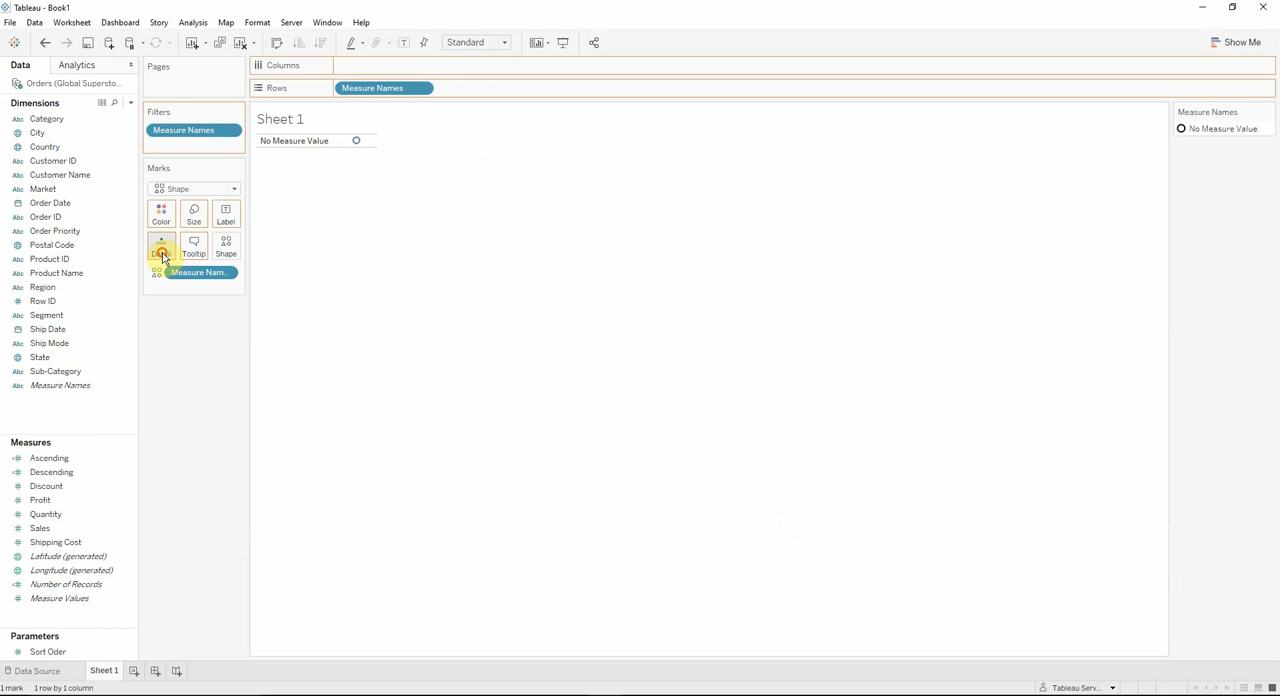 Tableau - Book1
File Data Worksheet Dashboard Story Analysis Map Format Server Window Help
Standard
Show Me
Data Analytics
Pages
Columns
Orders (Global Supersto...
Rows Measure Names
Dimensions
Filters
Measure Names
Sheet 1
Measure Names
No Measure Value
No Measure Value
Category
City
Country
Customer ID
Customer Name
Market
Order Date
Order ID
Order Priority
Postal Code
Product ID
Product Name
Region
Row ID
Segment
Ship Date
Ship Mode
State
Sub-Category
Measure Names
Marks
Shape
Color Size Label
Tooltip Shape
Measure Nam..
Measures
Ascending
Descending
Discount
Profit
Quantity
Sales
Shipping Cost
Latitude (generated)
Longitude (generated)
Number of Records
Measure Values
Parameters
Sort Oder
Data Source Sheet 1
1 mark 1 row by 1 column
Tableau Serv...